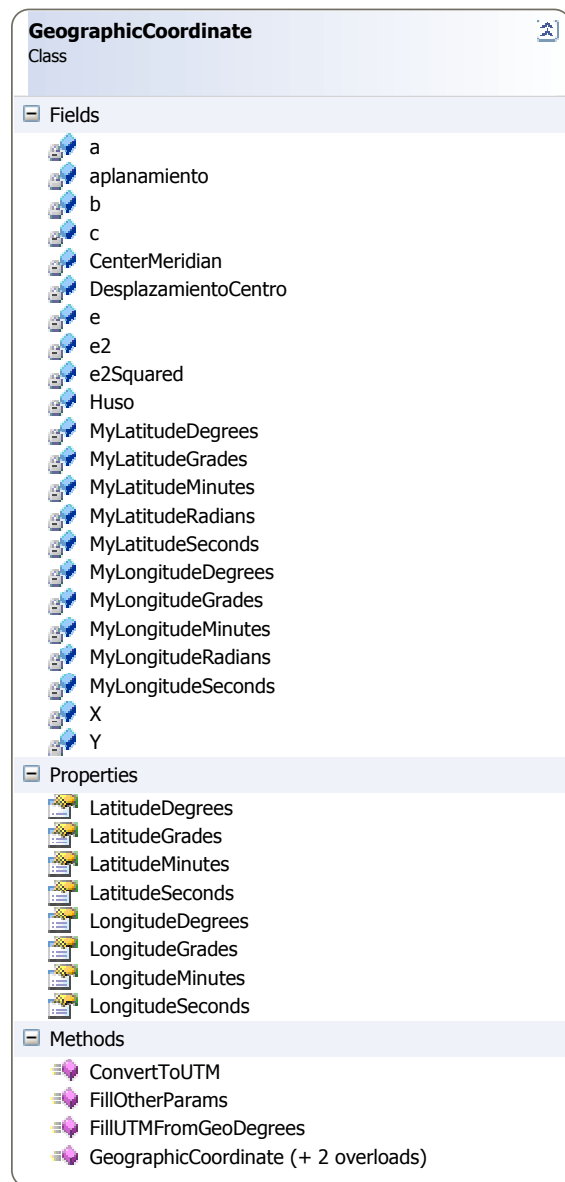 GeographicCoordinate
Class
Fields
a
aplanamiento
b
c
CenterMeridian
DesplazamientoCentro
e
e2
e2Squared
Huso
MyLatitudeDegrees
MyLatitudeGrades
MyLatitudeMinutes
MyLatitudeRadians
MyLatitudeSeconds
MyLongitudeDegrees
MyLongitudeGrades
MyLongitudeMinutes
MyLongitudeRadians
MyLongitudeSeconds
X
Y
Properties
LatitudeDegrees
LatitudeGrades
LatitudeMinutes
LatitudeSeconds
LongitudeDegrees
LongitudeGrades
LongitudeMinutes
LongitudeSeconds
Methods
ConvertToUTM
FillOtherParams
FillUTMFromGeoDegrees
GeographicCoordinate (+ 2 overloads)